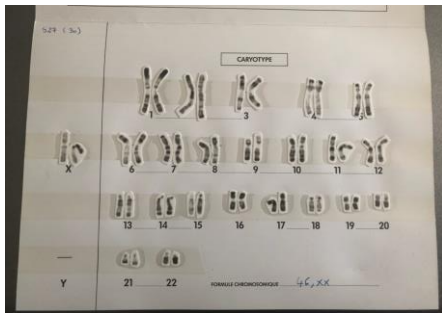 CARYOTYPE
1 3 4 5
X 6 7 8 9 10 11 12
13 14 15 16 17 18 19 20
Y 21 22 FORMULE CHROMOSOMIQUE 46, XX